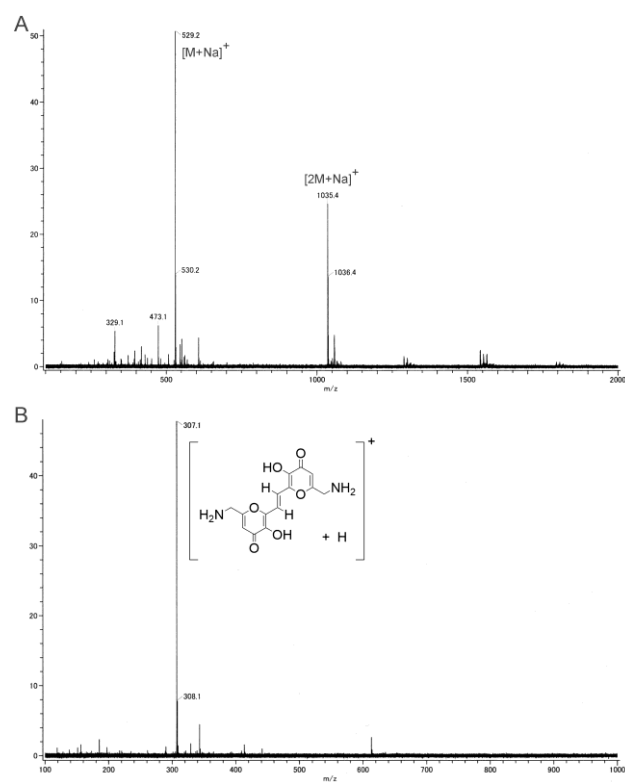 A
50
40
30
20
10
0
529.2
[M+Na]+
[2M+Na]+
1035.4
530.2
1036.4
329.1
473.1
500
1000
1500
2000
m/z
B
40
30
20
10
0
307.1
+
HO
O
H
O
NH2
O
H
H2N
OH
O
+ H
308.1
100
200
300
400
500
600
700
800
900
1000
m/z